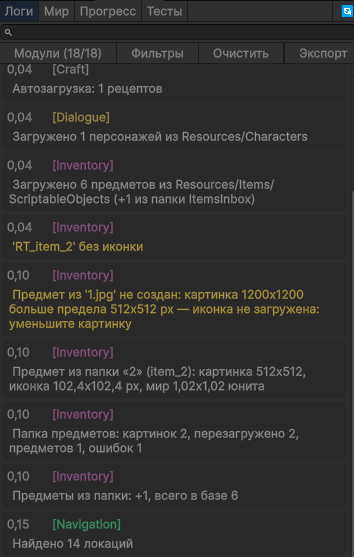 Логи Мир Прогресс Тесты
Модули (18/18) Фильтры Очистить Экспорт
0,04 [Craft]
Автозагрузка: 1 рецептов
0,04 [Dialogue]
Загружено 1 персонажей из Resources/Characters
0,04 [Inventory]
Загружено 6 предметов из Resources/Items/
ScriptableObjects (+1 из папки ItemsInbox)
0,04 [Inventory]
'RT_item_2' без иконки
0,10 [Inventory]
Предмет из '1.jpg' не создан: картинка 1200x1200
больше предела 512x512 px — иконка не загружена:
уменьшите картинку
0,10 [Inventory]
Предмет из папки «2» (item_2): картинка 512x512,
иконка 102,4x102,4 px, мир 1,02x1,02 юнита
0,10 [Inventory]
Папка предметов: картинок 2, перезагружено 2,
предметов 1, ошибок 1
0,10 [Inventory]
Предметы из папки: +1, всего в базе 6
0,15 [Navigation]
Найдено 14 локаций